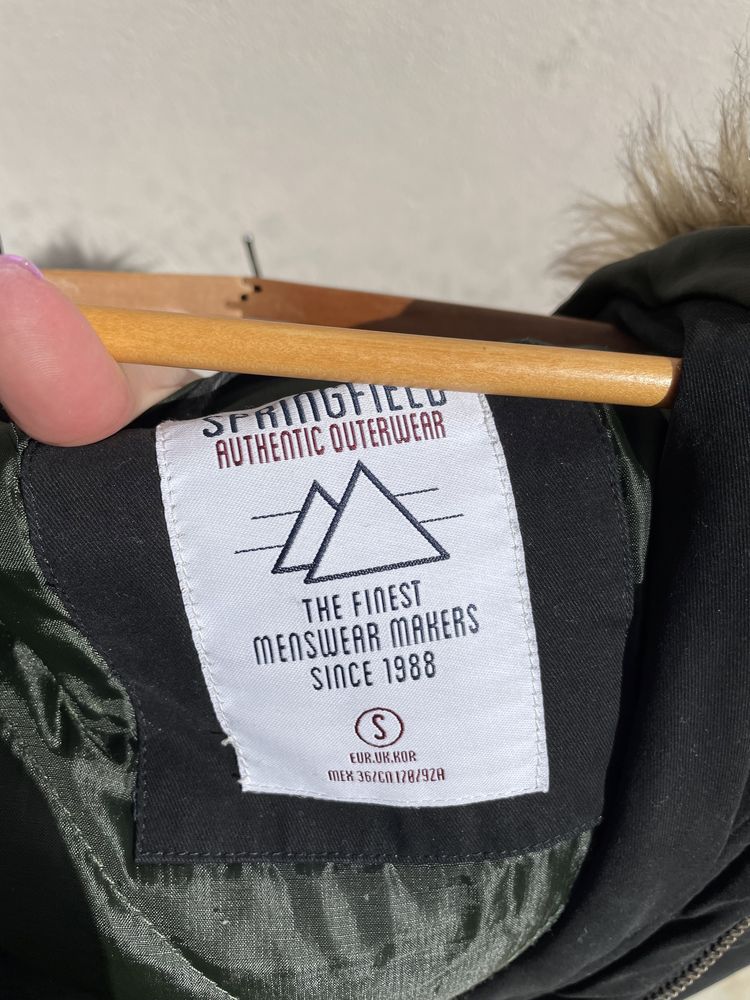 SPRINGFIELD
AUTHENTIC OUTERWEAR
THE FINEST
MENSWEAR MAKERS
SINCE 1988
S
EUR.UK.KOR
MEX 36/CN 170/92A